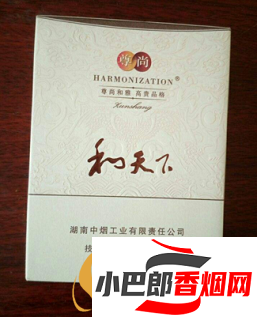 尊尚
HARMONIZATION®
尊尚和雅 高贵品格
Zunshang
和天下
湖南中烟工业有限责任公司
技
小巴郎香烟网